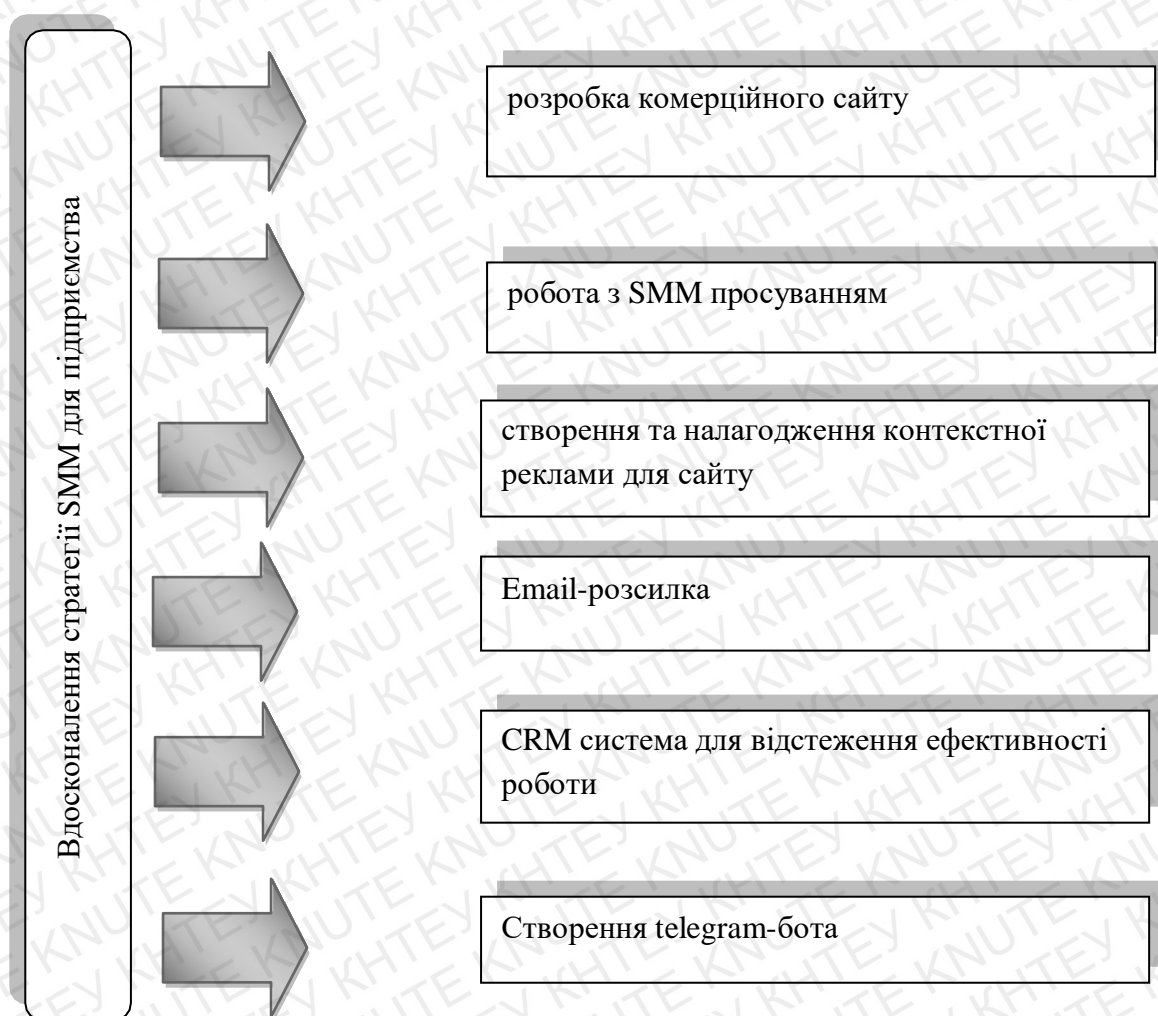 Вдосконалення стратегії SMM для підприємства
розробка комерційного сайту
робота з SMM просуванням
створення та налагодження контекстної
реклами для сайту
Email-розсилка
CRM система для відстеження ефективності
роботи
Створення telegram-бота